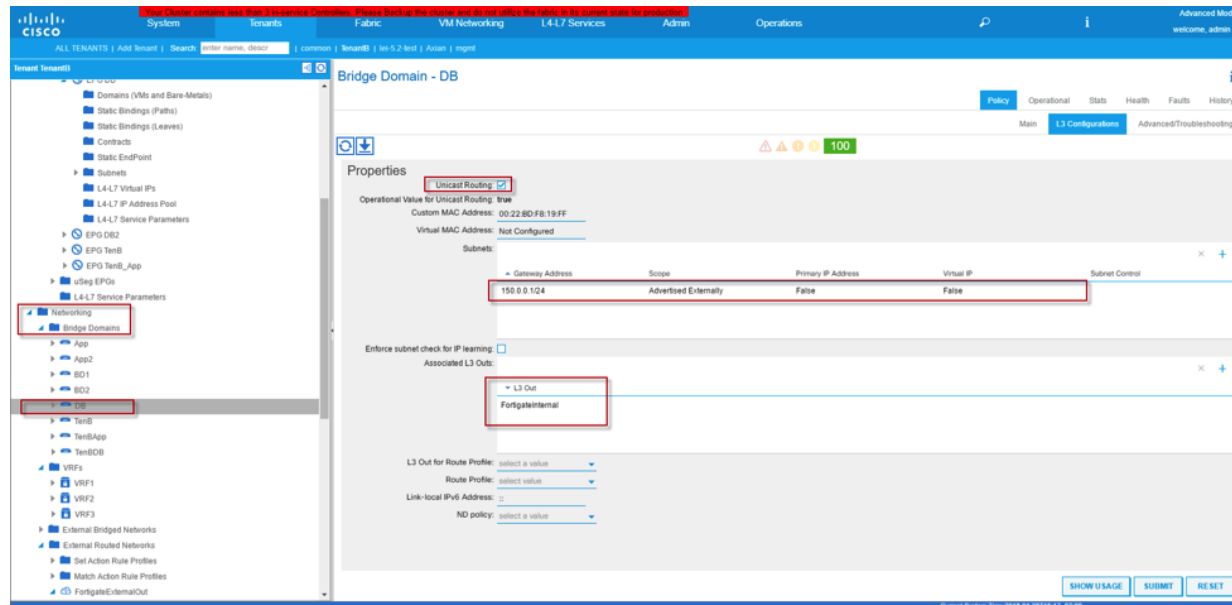 Your Cluster contains less than 3 in-service Controllers. Please Backup the cluster and do not utilize the fabric in its current state for production.
CISCO
System
Tenants
Fabric
VM Networking
L4-L7 Services
Admin
Operations
i
Advanced Mod
welcome, admin
ALL TENANTS | Add Tenant | Search: enter name, descr | common | TenantB | | Axian | mgmt
Tenant TenantB
EPG DB
Domains (VMs and Bare-Metals)
Static Bindings (Paths)
Static Bindings (Leaves)
Contracts
Static EndPoint
Subnets
L4-L7 Virtual IPs
L4-L7 IP Address Pool
L4-L7 Service Parameters
EPG DB2
EPG TenB
EPG TenB_App
uSeg EPGs
L4-L7 Service Parameters
Networking
Bridge Domains
App
App2
BD1
BD2
DB
TenB
TenBApp
TenBDB
VRFs
VRF1
VRF2
VRF3
External Bridged Networks
External Routed Networks
Set Action Rule Profiles
Match Action Rule Profiles
FortigateExternalOut
Bridge Domain - DB
i
Policy
Operational
Stats
Health
Faults
History
Main
L3 Configurations
Advanced/Troubleshooting
100
Properties
Unicast Routing:
Operational Value for Unicast Routing: true
Custom MAC Address: 00:22:BD:F8:19:FF
Virtual MAC Address: Not Configured
Subnets:
Gateway Address Scope Primary IP Address Virtual IP Subnet Control
150.0.0.1/24 Advertised Externally False False
Enforce subnet check for IP learning:
Associated L3 Outs:
L3 Out
FortigateInternal
L3 Out for Route Profile: select a value
Route Profile: select value
Link-local IPv6 Address: ::
ND policy: select a value
SHOW USAGE
SUBMIT
RESET